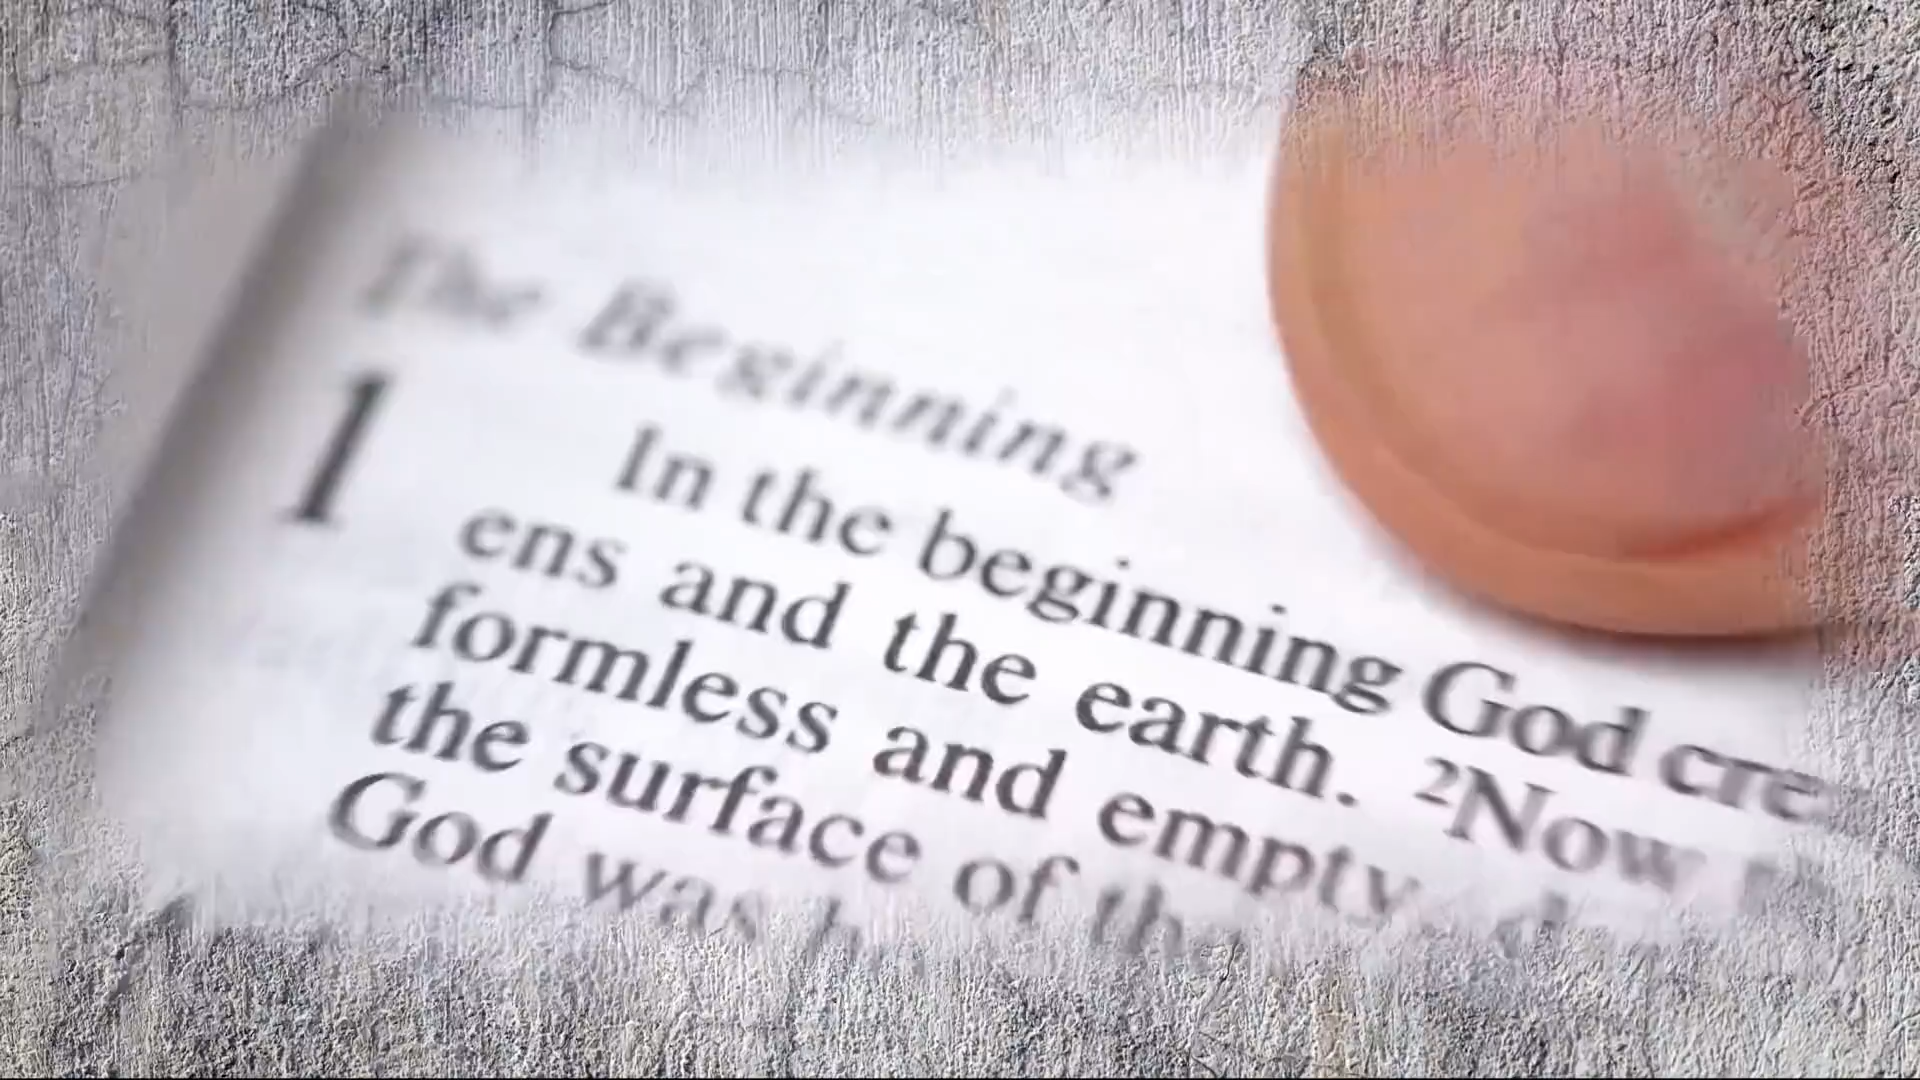 The Beginning
1 In the beginning God cre
ens and the earth. ²Now
formless and empty
the surface of th
God was